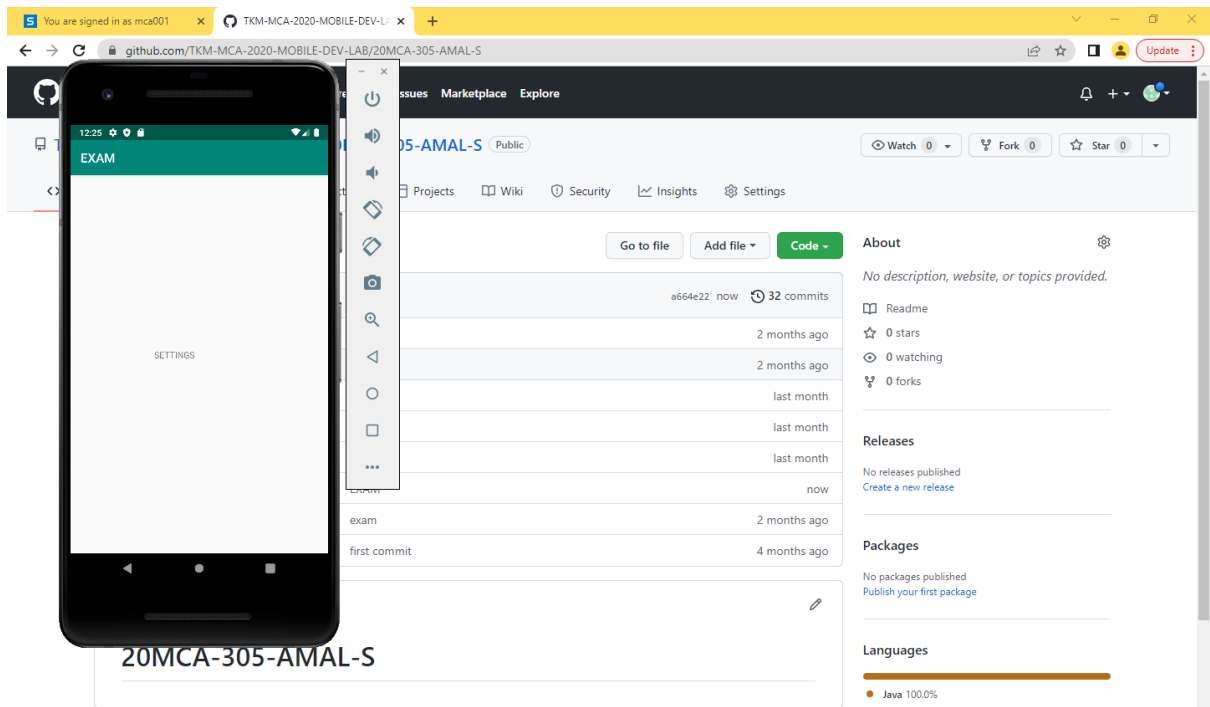 You are signed in as mca001
TKM-MCA-2020-MOBILE-DEV-LA
github.com/TKM-MCA-2020-MOBILE-DEV-LAB/20MCA-305-AMAL-S
Update
ssues Marketplace Explore
12:25
EXAM
05-AMAL-S Public
Watch 0
Fork 0
Star 0
Projects Wiki Security Insights Settings
Go to file Add file Code
About
No description, website, or topics provided.
a664e22 now 32 commits
Readme
2 months ago
0 stars
SETTINGS
0 watching
2 months ago
0 forks
last month
last month
Releases
last month
No releases published
Create a new release
EXAM now
exam 2 months ago
first commit 4 months ago
Packages
No packages published
Publish your first package
20MCA-305-AMAL-S
Languages
Java 100.0%